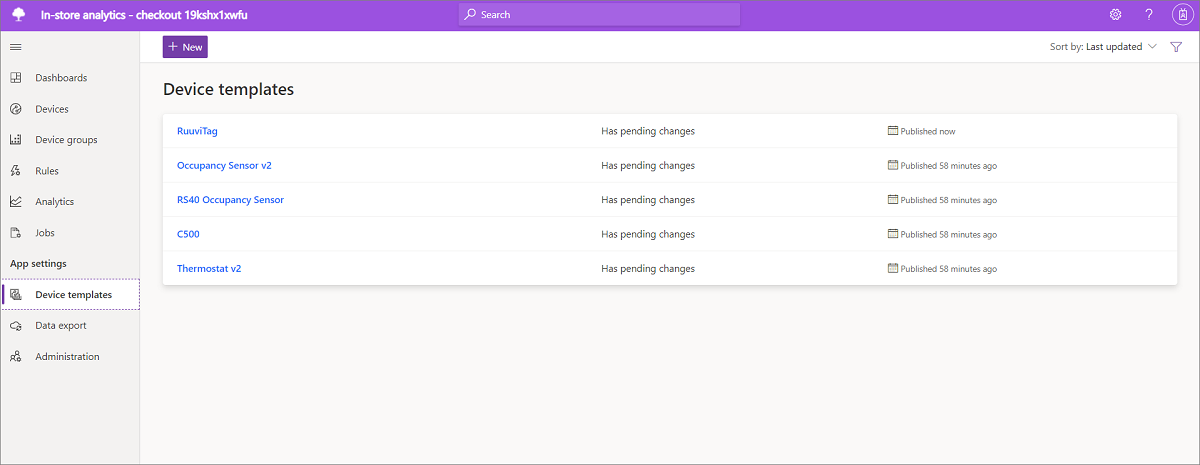 In-store analytics - checkout 19kshx1xwfu
Search
?
Dashboards
Devices
Device groups
Rules
Analytics
Jobs
App settings
Device templates
Data export
Administration
+ New
Sort by: Last updated
Device templates
RuuviTag Has pending changes Published now
Occupancy Sensor v2 Has pending changes Published 58 minutes ago
RS40 Occupancy Sensor Has pending changes Published 58 minutes ago
C500 Has pending changes Published 58 minutes ago
Thermostat v2 Has pending changes Published 58 minutes ago